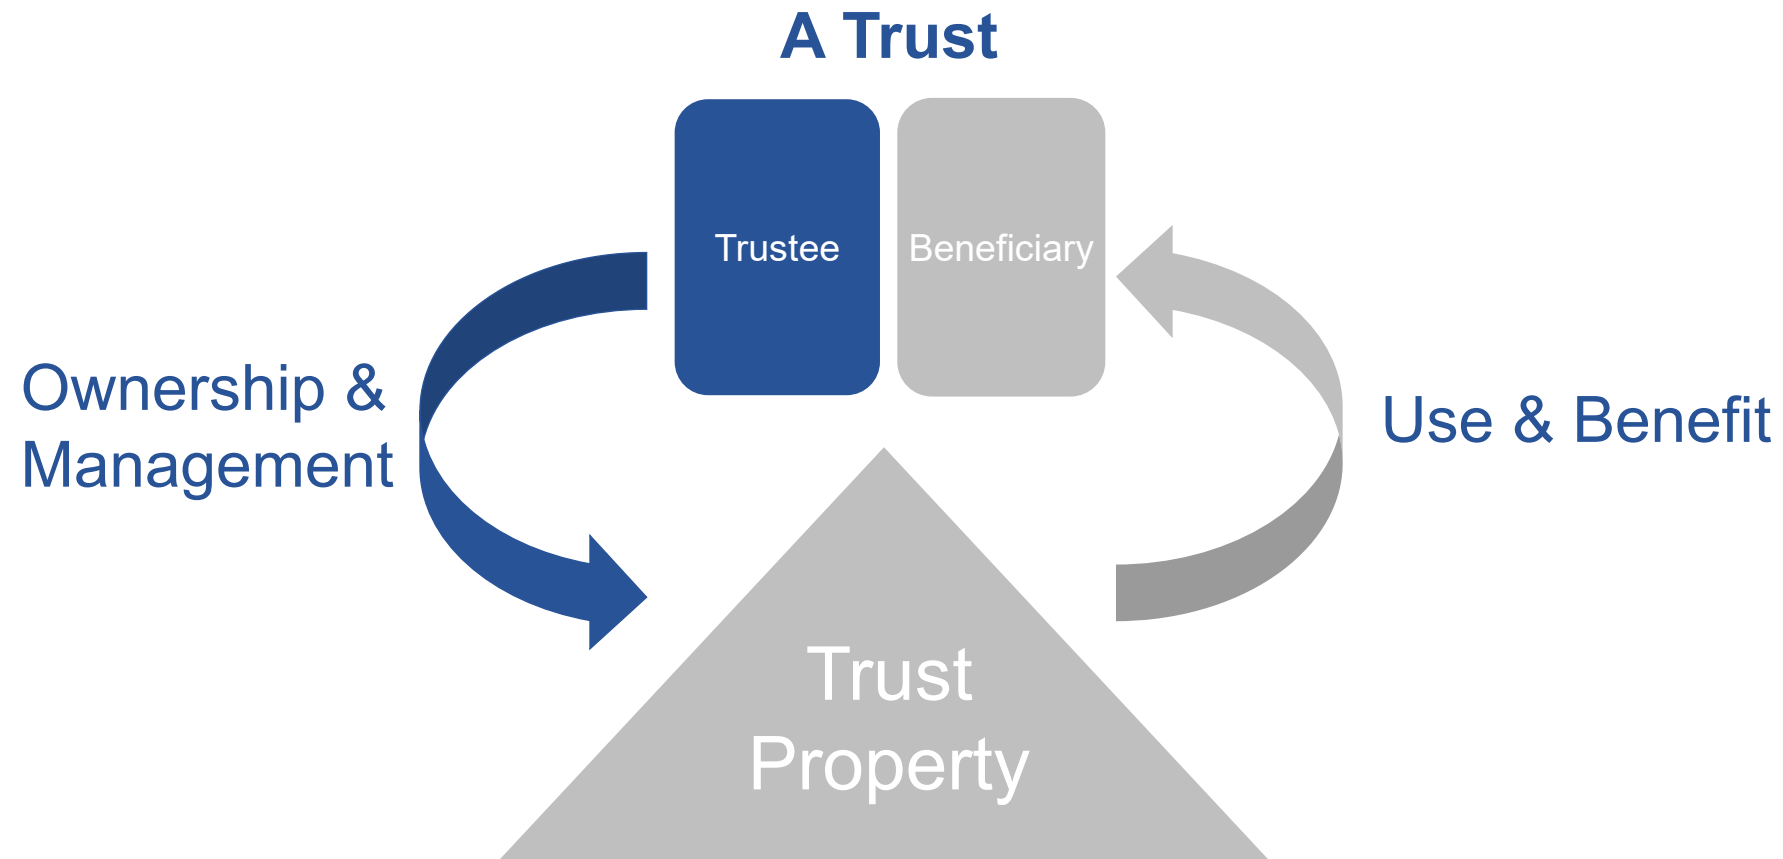 A Trust
Trustee
Beneficiary
Ownership &
Management
Use & Benefit
Trust
Property